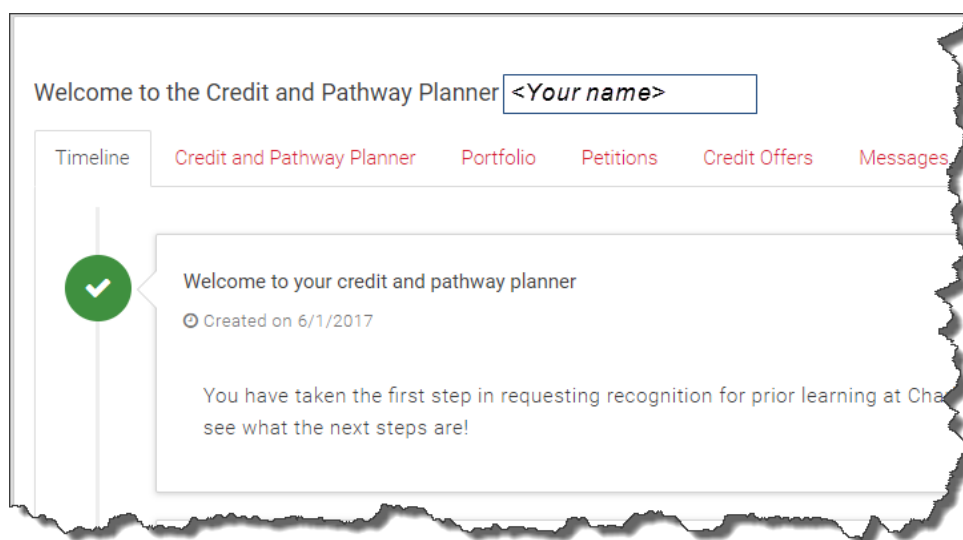 Welcome to the Credit and Pathway Planner <Your name>
Timeline Credit and Pathway Planner Portfolio Petitions Credit Offers Messages
Welcome to your credit and pathway planner
Created on 6/1/2017
You have taken the first step in requesting recognition for prior learning at Cha
see what the next steps are!